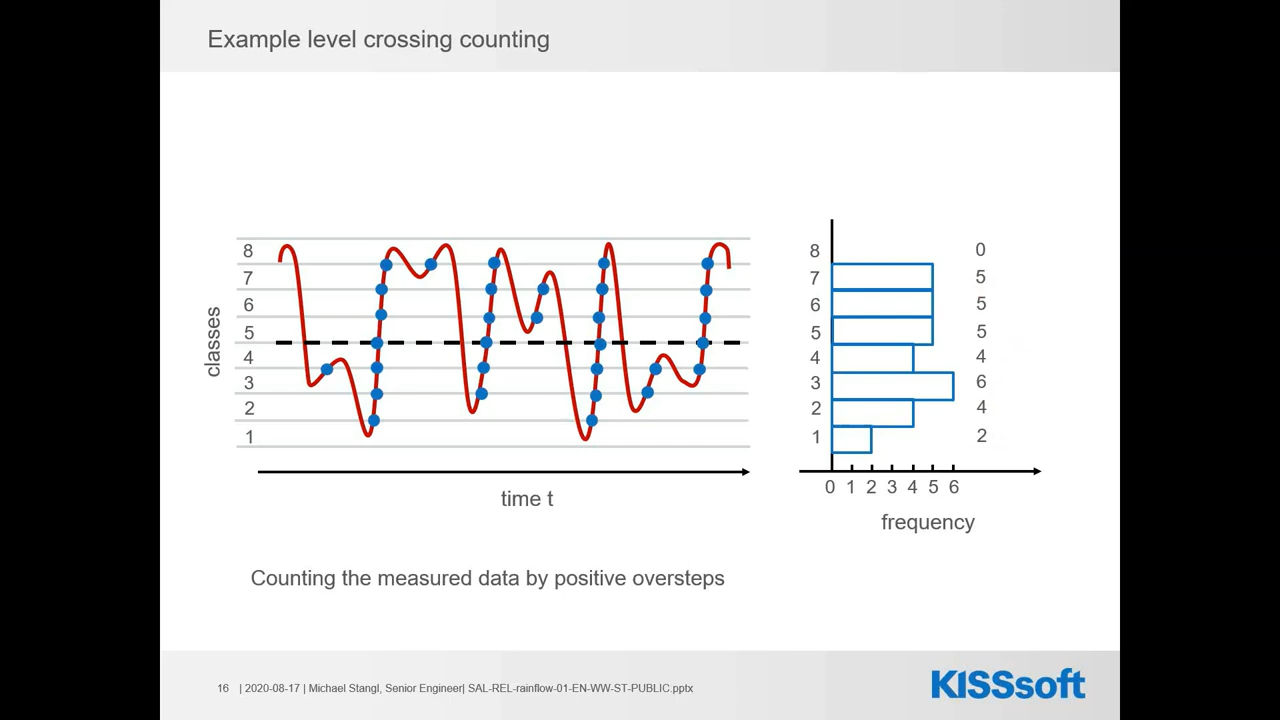 Example level crossing counting
classes
8
7
6
5
4
3
2
1
time t
8 0
7 5
6 5
5 5
4 4
3 6
2 4
1 2
0 1 2 3 4 5 6
frequency
Counting the measured data by positive oversteps
16 | 2020-08-17 | Michael Stangl, Senior Engineer| SAL-REL-rainflow-01-EN-WW-ST-PUBLIC.pptx
KISSsoft